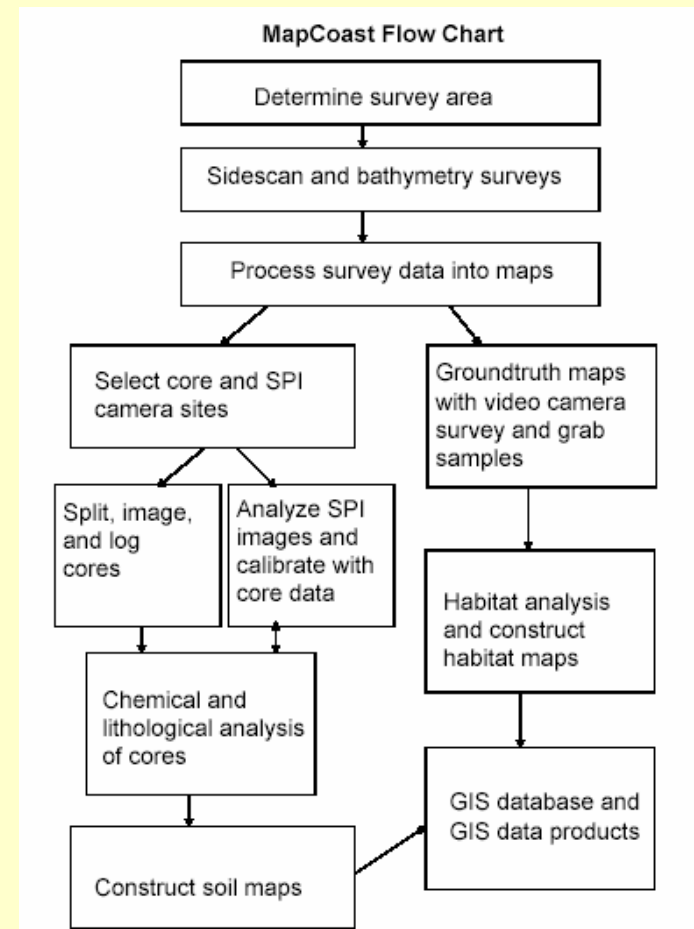 MapCoast Flow Chart
Determine survey area
Sidescan and bathymetry surveys
Process survey data into maps
Select core and SPI
camera sites
Groundtruth maps
with video camera
survey and grab
samples
Split, image,
and log
cores
Analyze SPI
images and
calibrate with
core data
Habitat analysis
and construct
habitat maps
Chemical and
lithological analysis
of cores
GIS database and
GIS data products
Construct soil maps